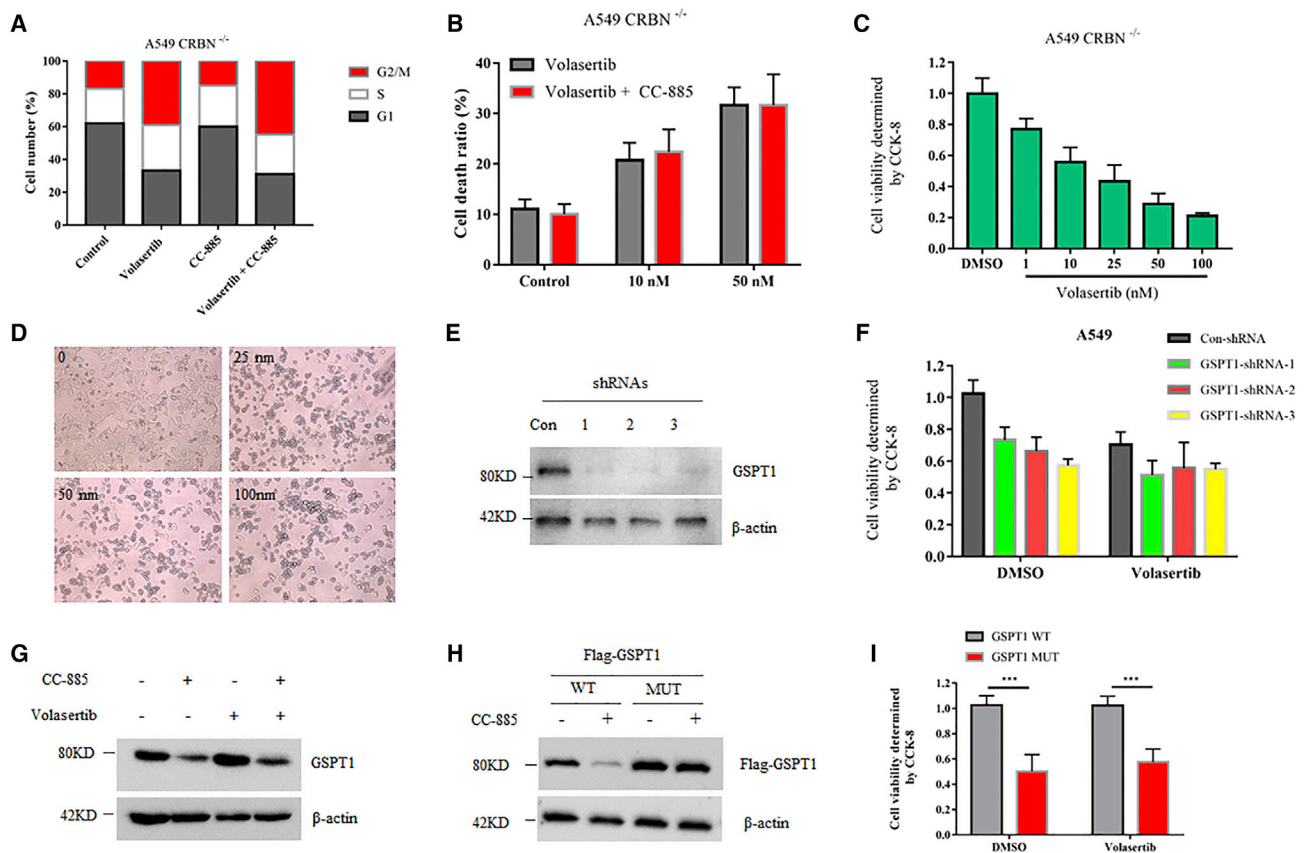 A
A549 CRBN -/-
Cell number (%)
100
80
60
40
20
0
Control
Volasertib
CC-885
Volasertib + CC-885
G2/M
S
G1
B
A549 CRBN -/-
Cell death ratio (%)
40
30
20
10
0
Volasertib
Volasertib + CC-885
Control
10 nM
50 nM
C
A549 CRBN -/-
Cell viability determined
by CCK-8
1.2
1.0
0.8
0.6
0.4
0.2
0.0
DMSO 1 10 25 50 100
Volasertib (nM)
D
0
25 nm
50 nm
100nm
E
shRNAs
Con 1 2 3
80KD
GSPT1
42KD
β-actin
F
A549
Con-shRNA
GSPT1-shRNA-1
GSPT1-shRNA-2
GSPT1-shRNA-3
Cell viability determined
by CCK-8
1.2
1.0
0.8
0.6
0.4
0.2
0.0
DMSO
Volasertib
G
CC-885 - + - +
Volasertib - - + +
80KD
GSPT1
42KD
β-actin
H
Flag-GSPT1
WT MUT
CC-885 - + - +
80KD
Flag-GSPT1
42KD
β-actin
I
GSPT1 WT
GSPT1 MUT
Cell viability determined
by CCK-8
1.2
1.0
0.8
0.6
0.4
0.2
0.0
***
***
DMSO
Volasertib